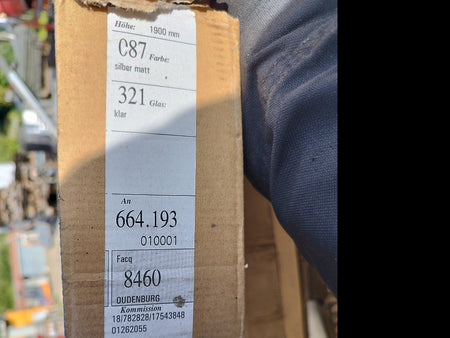 Höhe: 1900 mm
C87 Farbe:
silber matt
321 Glas:
klar
An
664.193
010001
Facq
8460
OUDENBURG
Kommission
18/782828/17543848
01262055